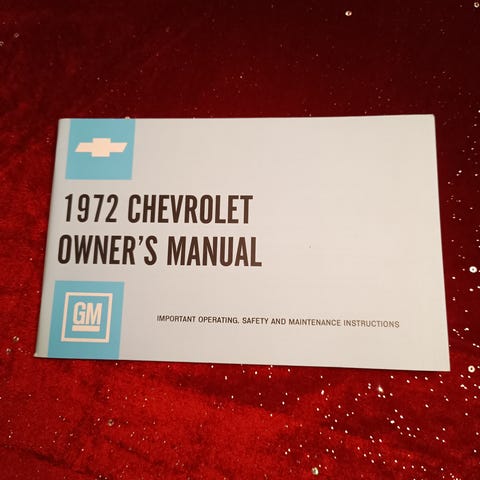 1972 CHEVROLET
OWNER'S MANUAL
GM
IMPORTANT OPERATING, SAFETY AND MAINTENANCE INSTRUCTIONS